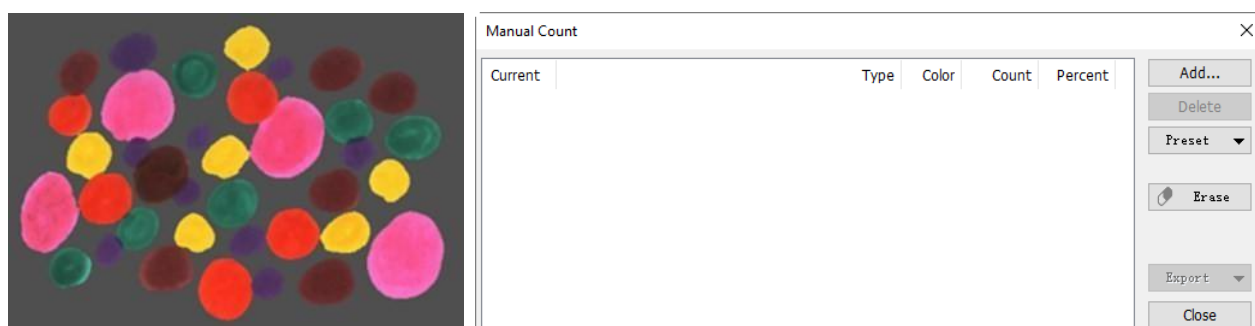 Manual Count
Current Type Color Count Percent
Add...
Delete
Preset
Erase
Export
Close